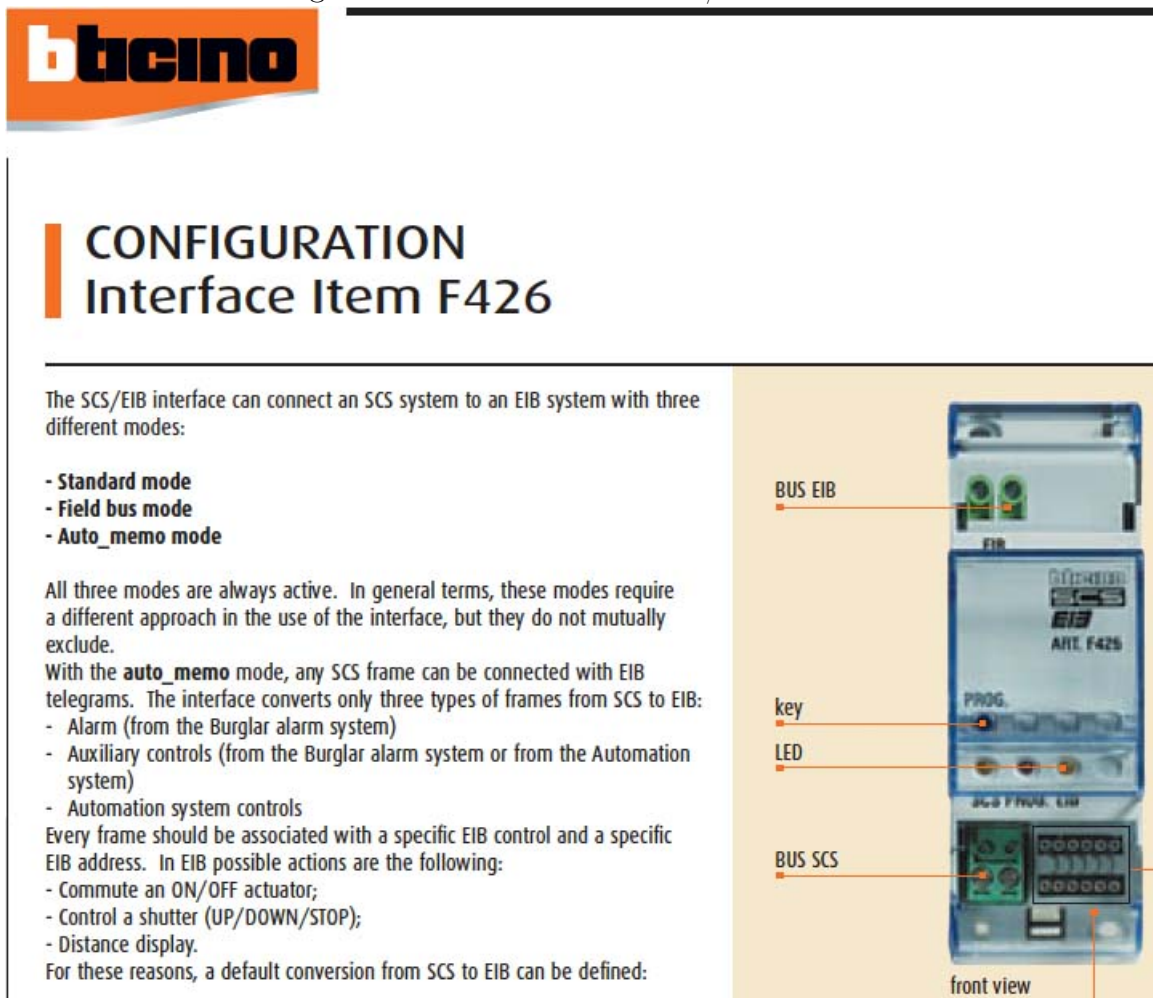 bticino
CONFIGURATION
Interface Item F426
The SCS/EIB interface can connect an SCS system to an EIB system with three
different modes:
- Standard mode
- Field bus mode
- Auto_memo mode
All three modes are always active. In general terms, these modes require
a different approach in the use of the interface, but they do not mutually
exclude.
With the auto_memo mode, any SCS frame can be connected with EIB
telegrams. The interface converts only three types of frames from SCS to EIB:
- Alarm (from the Burglar alarm system)
- Auxiliary controls (from the Burglar alarm system or from the Automation
system)
- Automation system controls
Every frame should be associated with a specific EIB control and a specific
EIB address. In EIB possible actions are the following:
- Commute an ON/OFF actuator;
- Control a shutter (UP/DOWN/STOP);
- Distance display.
For these reasons, a default conversion from SCS to EIB can be defined:
BUS EIB
EIB
bticino
SCS
EIB
ART. F426
PROG.
key
LED
SCS PROG. EIB
BUS SCS
front view